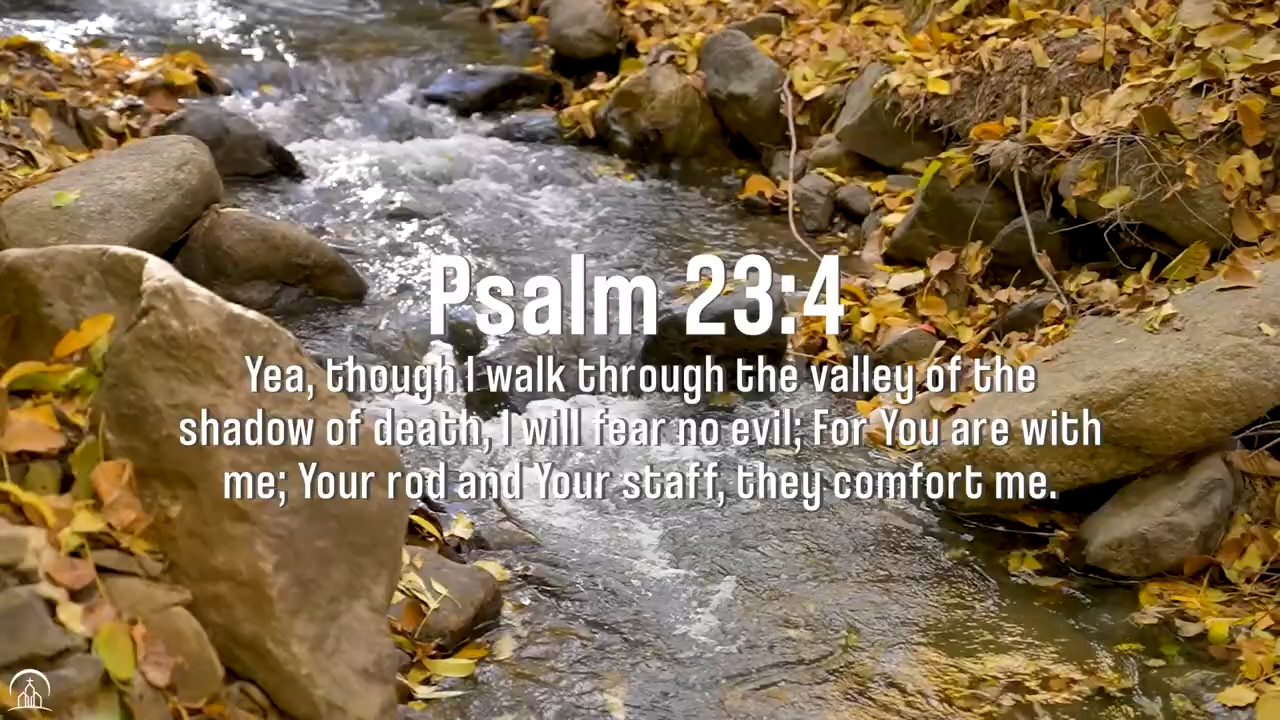 Psalm 23:4
Yea, though I walk through the valley of the
shadow of death, I will fear no evil; For You are with
me; Your rod and Your staff, they comfort me.